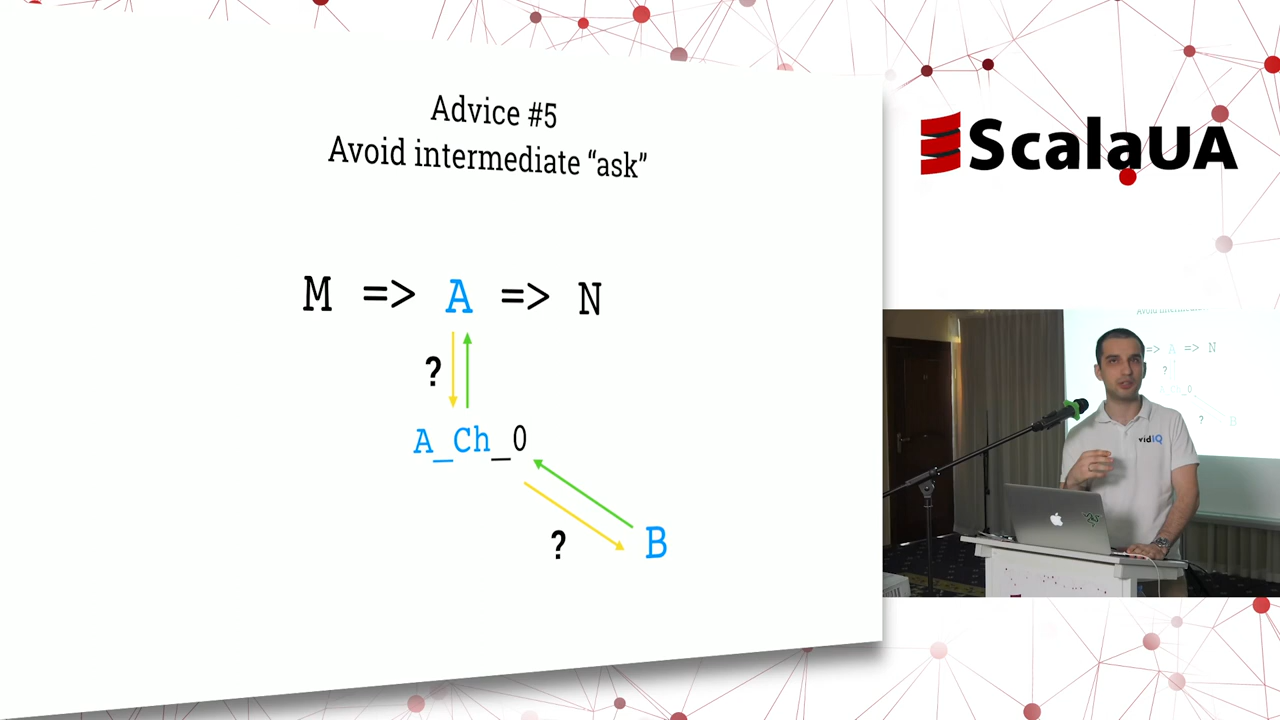 Advice #5
Avoid intermediate “ask”
M => A => N
?
A_Ch_0
?
B
ScalaUA
=> A => N
?
?
B
vidIQ